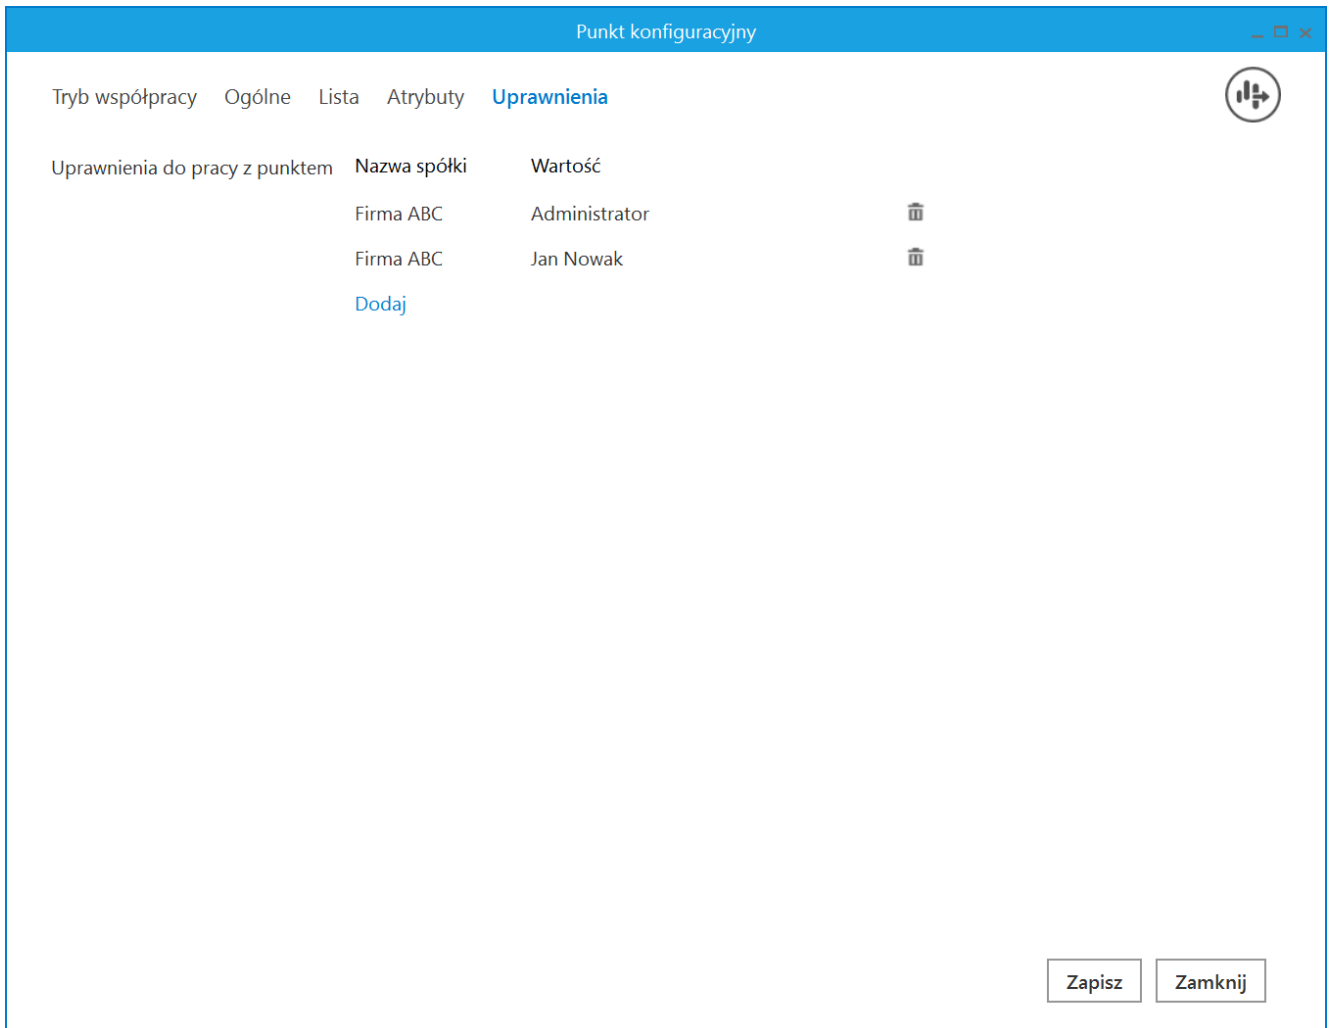 Punkt konfiguracyjny
Tryb współpracy Ogólne Lista Atrybuty Uprawnienia
Uprawnienia do pracy z punktem Nazwa spółki Wartość
Firma ABC Administrator
Firma ABC Jan Nowak
Dodaj
Zapisz Zamknij